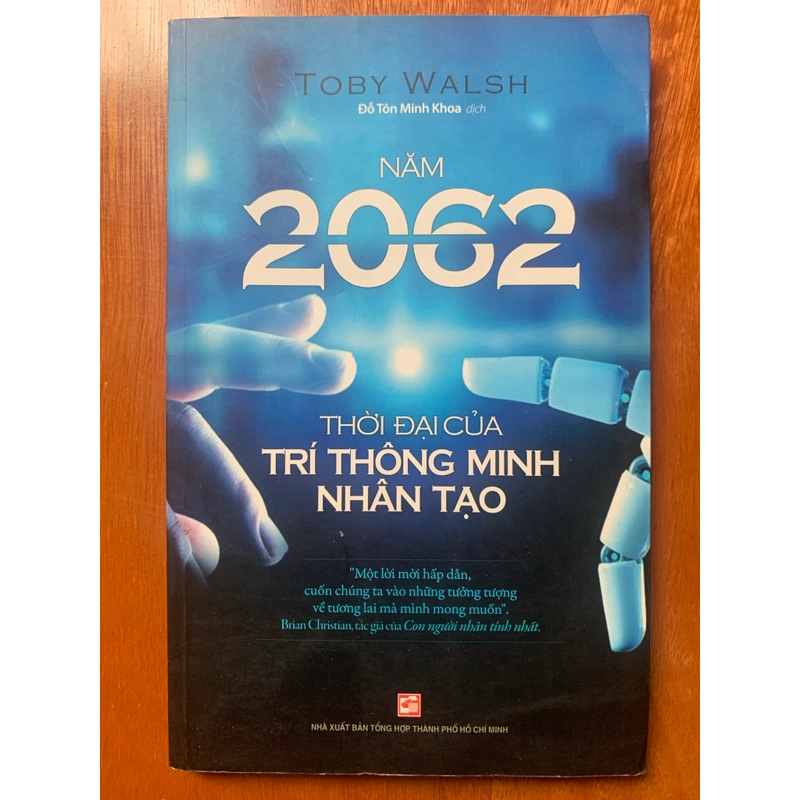 TOBY WALSH
Đỗ Tôn Minh Khoa dịch
NĂM
2062
THỜI ĐẠI CỦA
TRÍ THÔNG MINH
NHÂN TẠO
"Một lời mời hấp dẫn,
cuốn chúng ta vào những tưởng tượng
về tương lai mà mình mong muốn".
Brian Christian, tác giả của Con người nhân tính nhất.
NHÀ XUẤT BẢN TỔNG HỢP THÀNH PHỐ HỒ CHÍ MINH